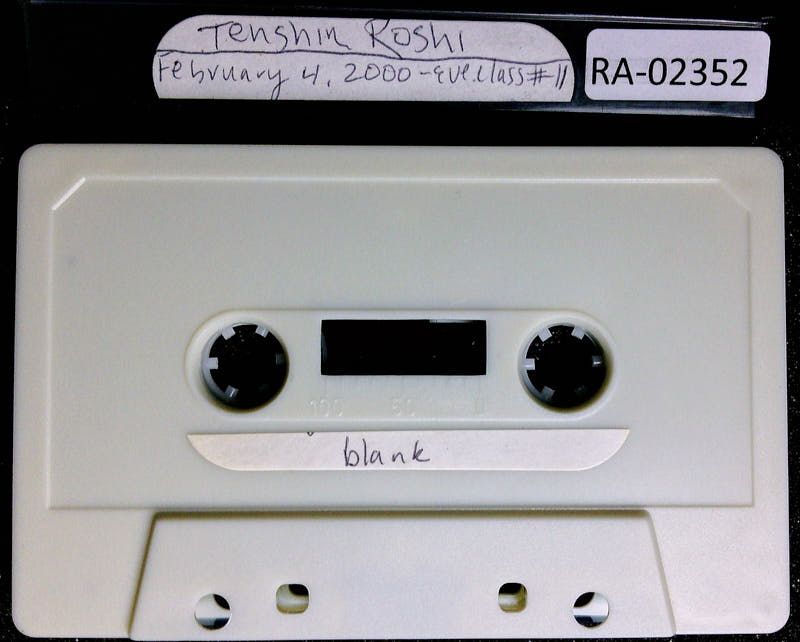 Tenshin Roshi
February 4, 2000 - Eve.class #11
RA-02352
100 50 0
blank